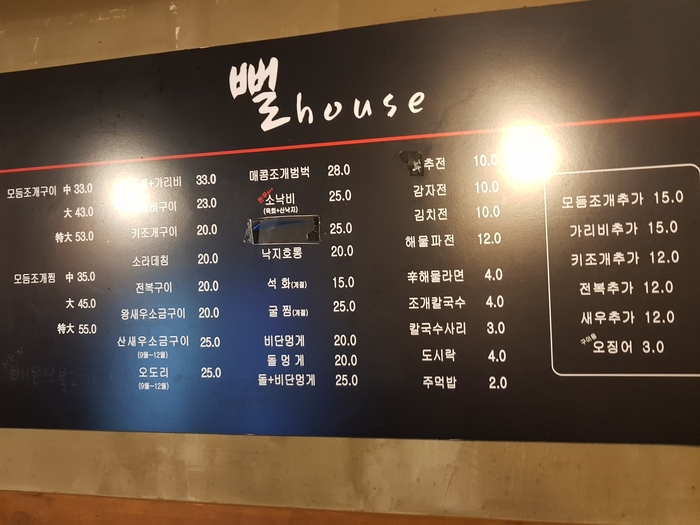 뻘house
모듬조개구이 中 33.0
大 43.0
特大 53.0
모듬조개찜 中 35.0
大 45.0
特大 55.0
+가리비 33.0
구이 23.0
키조개구이 20.0
소라데침 20.0
전복구이 20.0
왕새우소금구이 20.0
산새우소금구이 25.0
(9월~12월)
오도리 25.0
(9월~12월)
매콤조개범벅 28.0
소낙비 25.0
(육회+산낙지)
25.0
낙지호롱 20.0
석 화(계절) 15.0
굴 찜(계절) 25.0
비단멍게 20.0
돌 멍 게 20.0
돌+비단멍게 25.0
추전 10.0
감자전 10.0
김치전 10.0
해물파전 12.0
辛해물라면 4.0
조개칼국수 4.0
칼국수사리 3.0
도시락 4.0
주먹밥 2.0
모듬조개추가 15.0
가리비추가 15.0
키조개추가 12.0
전복추가 12.0
새우추가 12.0
구이용
오징어 3.0